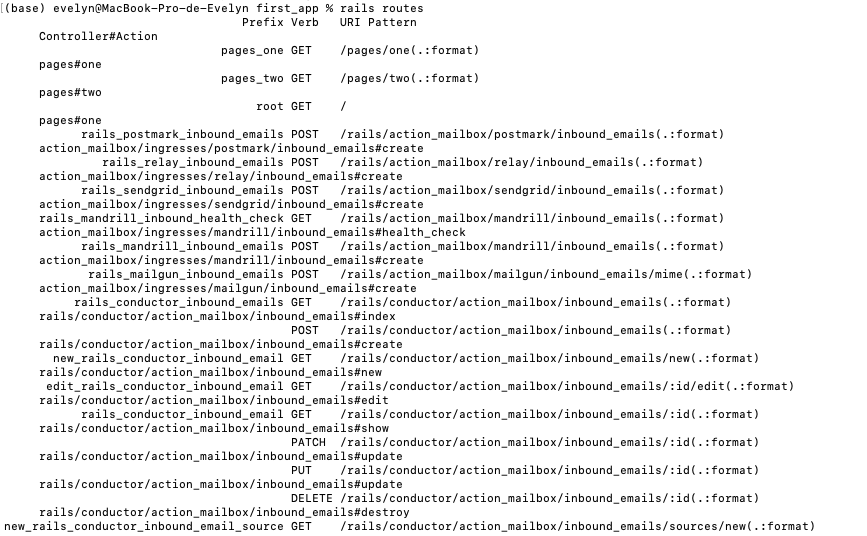 (base) evelyn@MacBook-Pro-de-Evelyn first_app % rails routes
Prefix Verb URI Pattern
Controller#Action
pages_one GET /pages/one(.:format)
pages#one
pages_two GET /pages/two(.:format)
pages#two
root GET /
pages#one
rails_postmark_inbound_emails POST /rails/action_mailbox/postmark/inbound_emails(.:format)
action_mailbox/ingresses/postmark/inbound_emails#create
rails_relay_inbound_emails POST /rails/action_mailbox/relay/inbound_emails(.:format)
action_mailbox/ingresses/relay/inbound_emails#create
rails_sendgrid_inbound_emails POST /rails/action_mailbox/sendgrid/inbound_emails(.:format)
action_mailbox/ingresses/sendgrid/inbound_emails#create
rails_mandrill_inbound_health_check GET /rails/action_mailbox/mandrill/inbound_emails(.:format)
action_mailbox/ingresses/mandrill/inbound_emails#health_check
rails_mandrill_inbound_emails POST /rails/action_mailbox/mandrill/inbound_emails(.:format)
action_mailbox/ingresses/mandrill/inbound_emails#create
rails_mailgun_inbound_emails POST /rails/action_mailbox/mailgun/inbound_emails/mime(.:format)
action_mailbox/ingresses/mailgun/inbound_emails#create
rails_conductor_inbound_emails GET /rails/conductor/action_mailbox/inbound_emails(.:format)
rails/conductor/action_mailbox/inbound_emails#index
POST /rails/conductor/action_mailbox/inbound_emails(.:format)
rails/conductor/action_mailbox/inbound_emails#create
new_rails_conductor_inbound_email GET /rails/conductor/action_mailbox/inbound_emails/new(.:format)
rails/conductor/action_mailbox/inbound_emails#new
edit_rails_conductor_inbound_email GET /rails/conductor/action_mailbox/inbound_emails/:id/edit(.:format)
rails/conductor/action_mailbox/inbound_emails#edit
rails_conductor_inbound_email GET /rails/conductor/action_mailbox/inbound_emails/:id(.:format)
rails/conductor/action_mailbox/inbound_emails#show
PATCH /rails/conductor/action_mailbox/inbound_emails/:id(.:format)
rails/conductor/action_mailbox/inbound_emails#update
PUT /rails/conductor/action_mailbox/inbound_emails/:id(.:format)
rails/conductor/action_mailbox/inbound_emails#update
DELETE /rails/conductor/action_mailbox/inbound_emails/:id(.:format)
rails/conductor/action_mailbox/inbound_emails#destroy
new_rails_conductor_inbound_email_source GET /rails/conductor/action_mailbox/inbound_emails/sources/new(.:format)